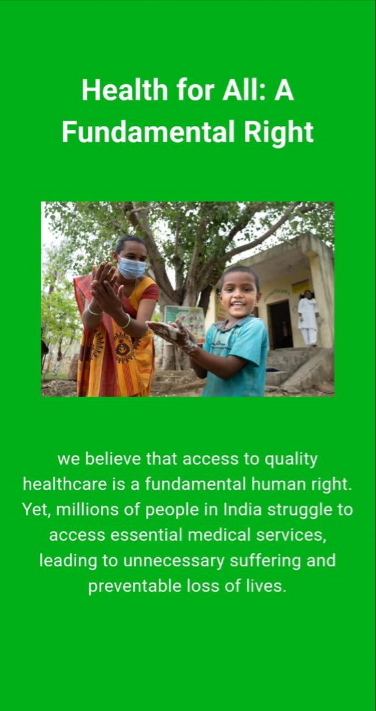 Health for All: A
Fundamental Right
we believe that access to quality
healthcare is a fundamental human right.
Yet, millions of people in India struggle to
access essential medical services,
leading to unnecessary suffering and
preventable loss of lives.